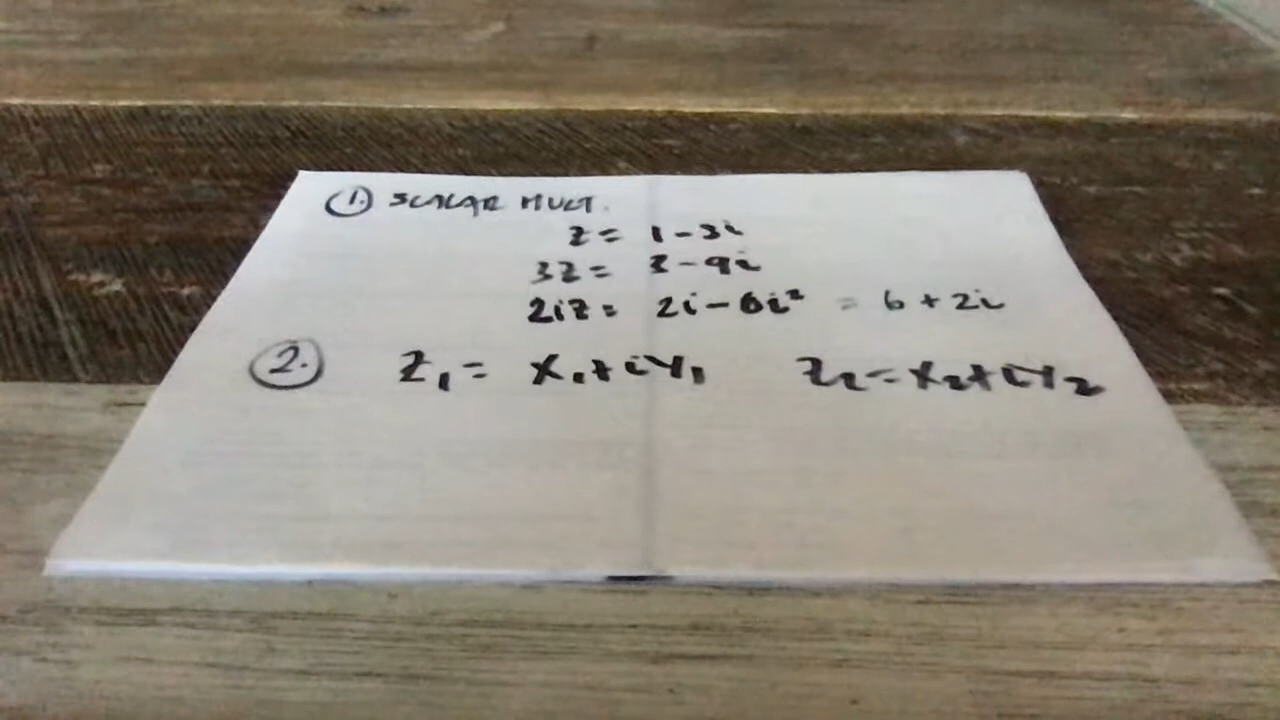 1. SCALAR MULT.
z = 1 - 3i
3z = 3 - 9i
2iz = 2i - 6i² = 6 + 2i
2. Z₁ = X₁ + iY₁ Z₂ = X₂ + iY₂